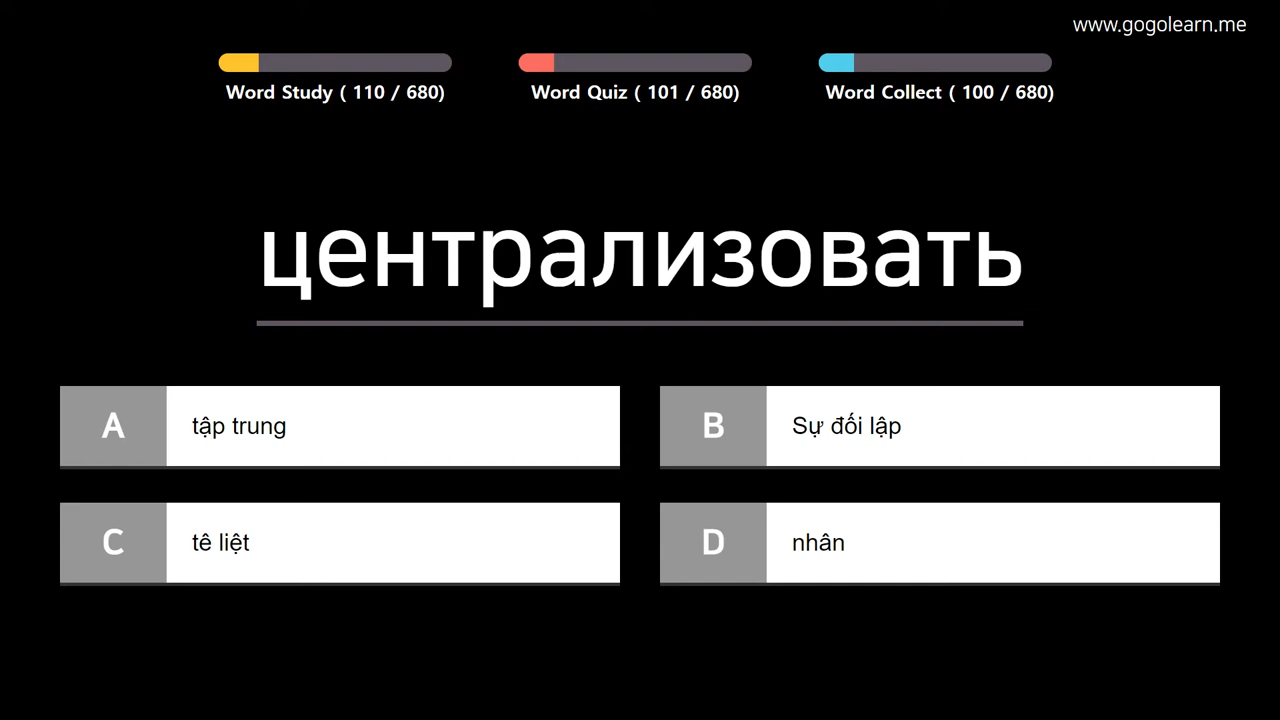 www.gogolearn.me
Word Study ( 110 / 680)
Word Quiz ( 101 / 680)
Word Collect ( 100 / 680)
централизовать
A tập trung
B Sự đối lập
C tê liệt
D nhân